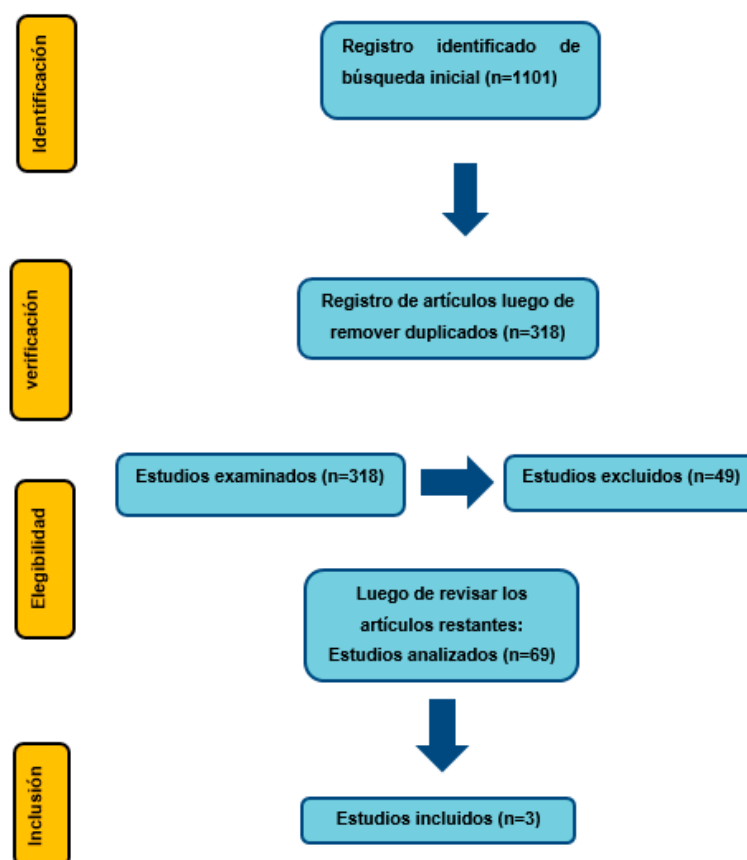 Identificación
Registro identificado de
búsqueda inicial (n=1101)
verificación
Registro de artículos luego de
remover duplicados (n=318)
Elegibilidad
Estudios examinados (n=318)
Estudios excluidos (n=49)
Luego de revisar los
artículos restantes:
Estudios analizados (n=69)
Inclusión
Estudios incluidos (n=3)